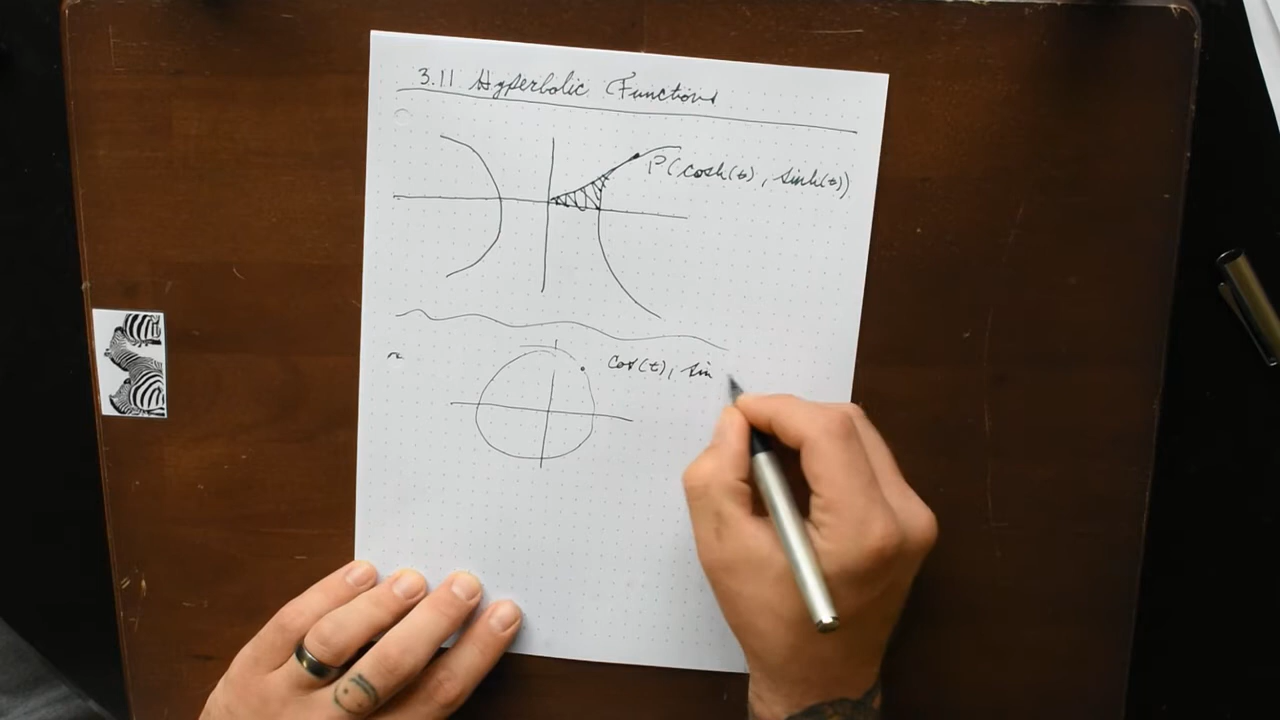 3.11 Hyperbolic Functions
P(cosh(t), sinh(t))
cos(t), sin